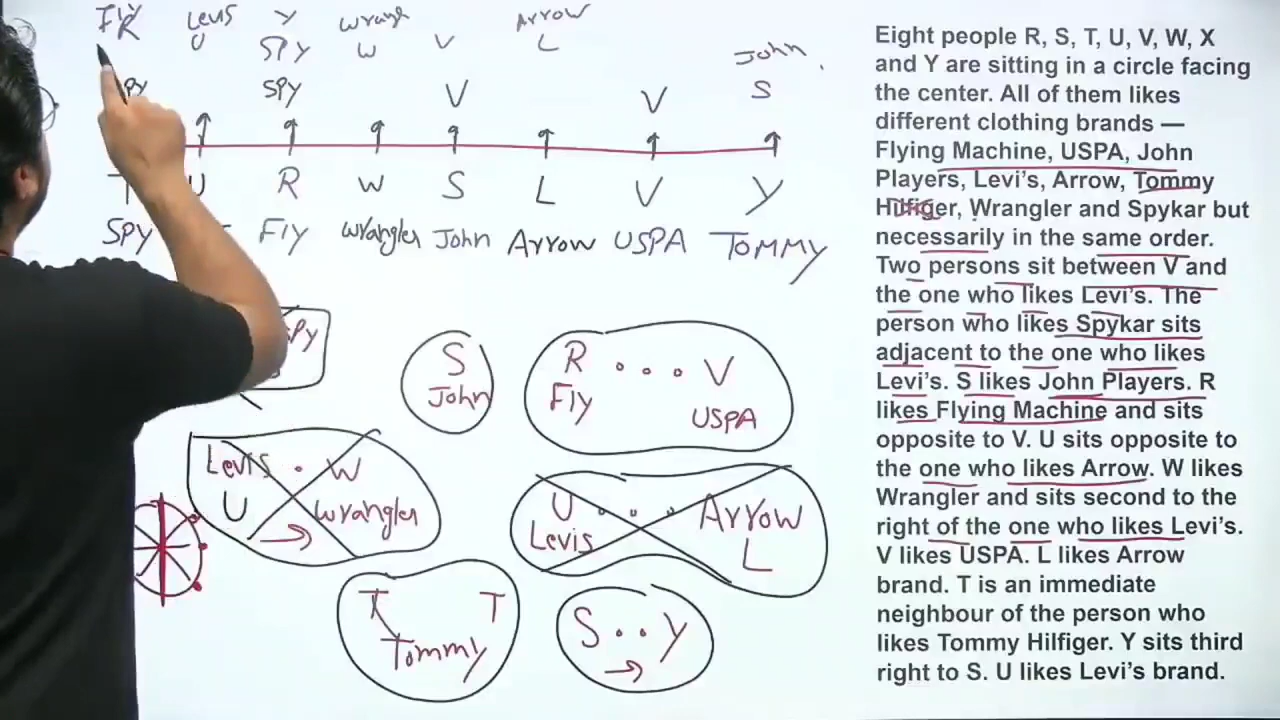 Fly Levis Y Wrangl Arrow
R U SPY W V L
John
PY SPY V V S
T U R W S L V Y
SPY Fly Wrangler John Arrow USPA TOMMY
SPY
S
John
R . . . V
Fly USPA
Levis . W
U → Wrangler
U . . . Arrow
Levis L
T T
Tommy
S . . Y
→
Eight people R, S, T, U, V, W, X
and Y are sitting in a circle facing
the center. All of them likes
different clothing brands —
Flying Machine, USPA, John
Players, Levi’s, Arrow, Tommy
Hilfiger, Wrangler and Spykar but
necessarily in the same order.
Two persons sit between V and
the one who likes Levi’s. The
person who likes Spykar sits
adjacent to the one who likes
Levi’s. S likes John Players. R
likes Flying Machine and sits
opposite to V. U sits opposite to
the one who likes Arrow. W likes
Wrangler and sits second to the
right of the one who likes Levi’s.
V likes USPA. L likes Arrow
brand. T is an immediate
neighbour of the person who
likes Tommy Hilfiger. Y sits third
right to S. U likes Levi’s brand.